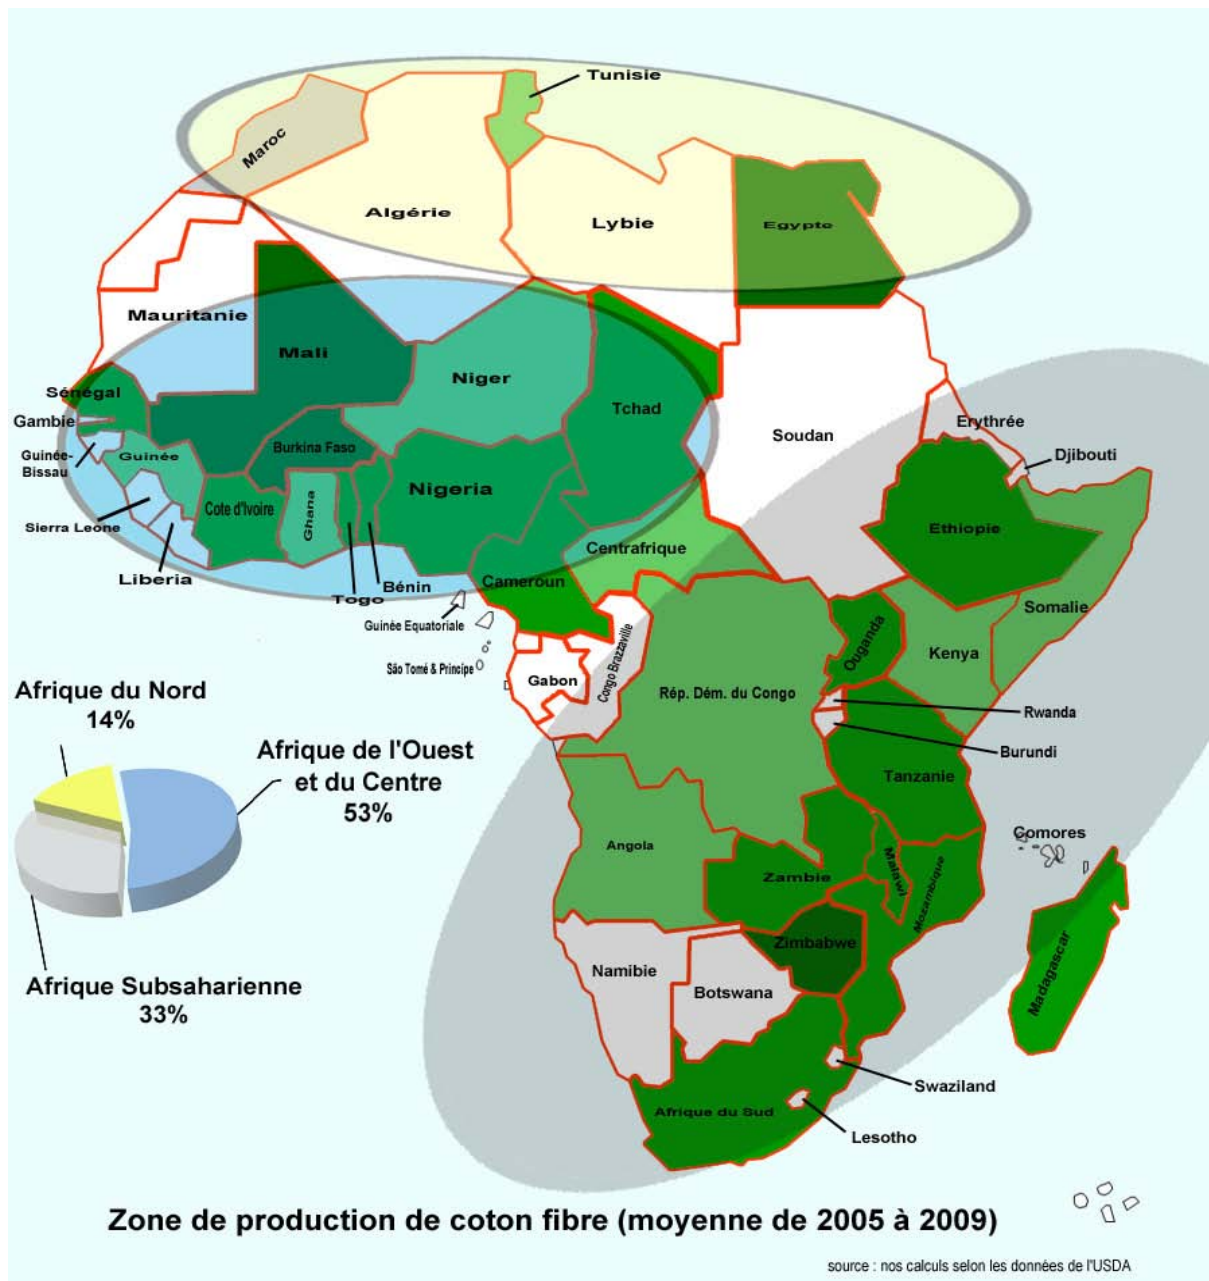 Tunisie
Maroc
Algérie
Lybie
Egypte
Mauritanie
Mali
Niger
Tchad
Sénégal
Gambie
Soudan
Erythrée
Guinée-
Bissau
Guinée
Burkina Faso
Djibouti
Nigeria
Cote d'Ivoire
Ghana
Sierra Leone
Ethiopie
Liberia
Centrafrique
Togo
Bénin
Cameroun
Somalie
Guinée Equatoriale
Ouganda
Kenya
São Tomé & Principe
Gabon
Congo Brazzaville
Rép. Dém. du Congo
Rwanda
Burundi
Tanzanie
Afrique du Nord
14%
Afrique de l'Ouest
et du Centre
53%
Angola
Comores
Zambie
Malawi
Mozambique
Zimbabwe
Madagascar
Namibie
Botswana
Afrique Subsaharienne
33%
Swaziland
Afrique du Sud
Lesotho
Zone de production de coton fibre (moyenne de 2005 à 2009)
source : nos calculs selon les données de l'USDA